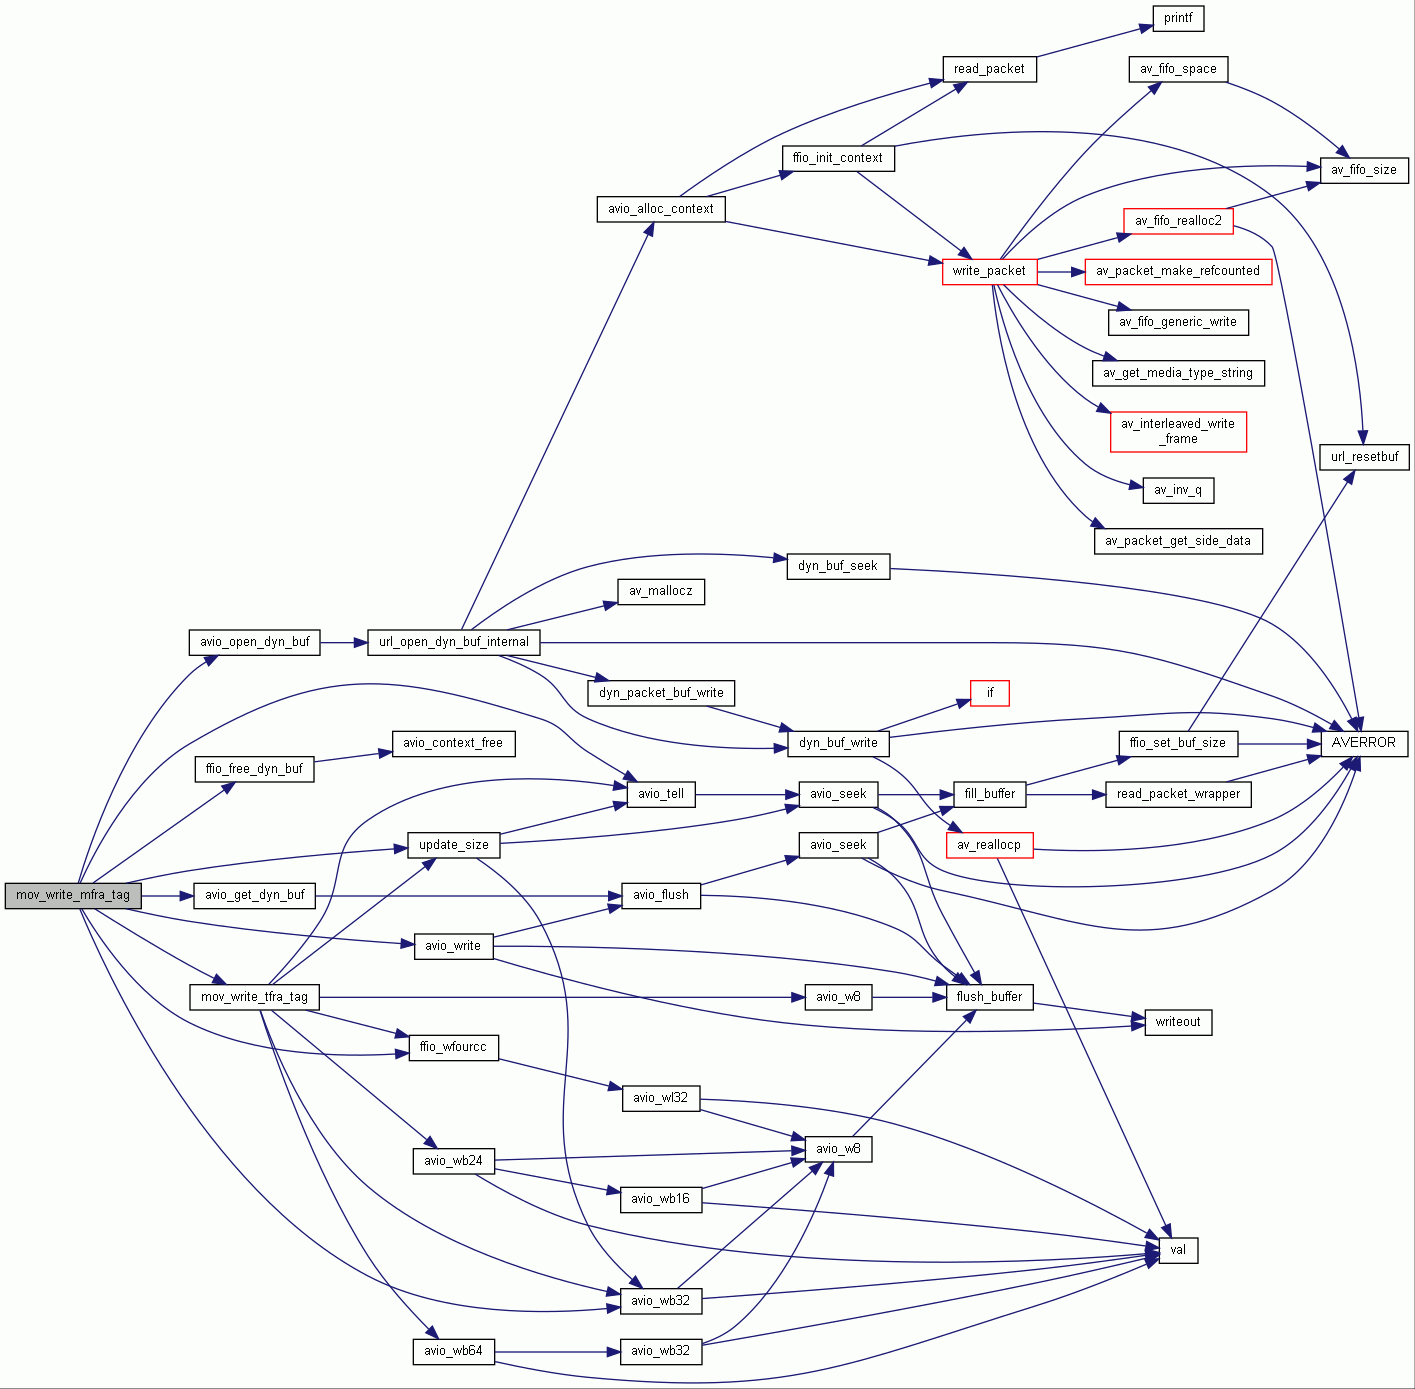 printf
read_packet
av_fifo_space
ffio_init_context
av_fifo_size
avio_alloc_context
av_fifo_realloc2
write_packet
av_packet_make_refcounted
av_fifo_generic_write
av_get_media_type_string
av_interleaved_write
_frame
url_resetbuf
av_inv_q
av_packet_get_side_data
dyn_buf_seek
av_mallocz
avio_open_dyn_buf
url_open_dyn_buf_internal
dyn_packet_buf_write
if
avio_context_free
dyn_buf_write
ffio_set_buf_size
AVERROR
ffio_free_dyn_buf
avio_tell
avio_seek
fill_buffer
read_packet_wrapper
update_size
avio_seek
av_reallocp
mov_write_mfra_tag
avio_get_dyn_buf
avio_flush
avio_write
mov_write_tfra_tag
avio_w8
flush_buffer
writeout
ffio_wfourcc
avio_wl32
avio_w8
avio_wb24
avio_wb16
val
avio_wb32
avio_wb64
avio_wb32